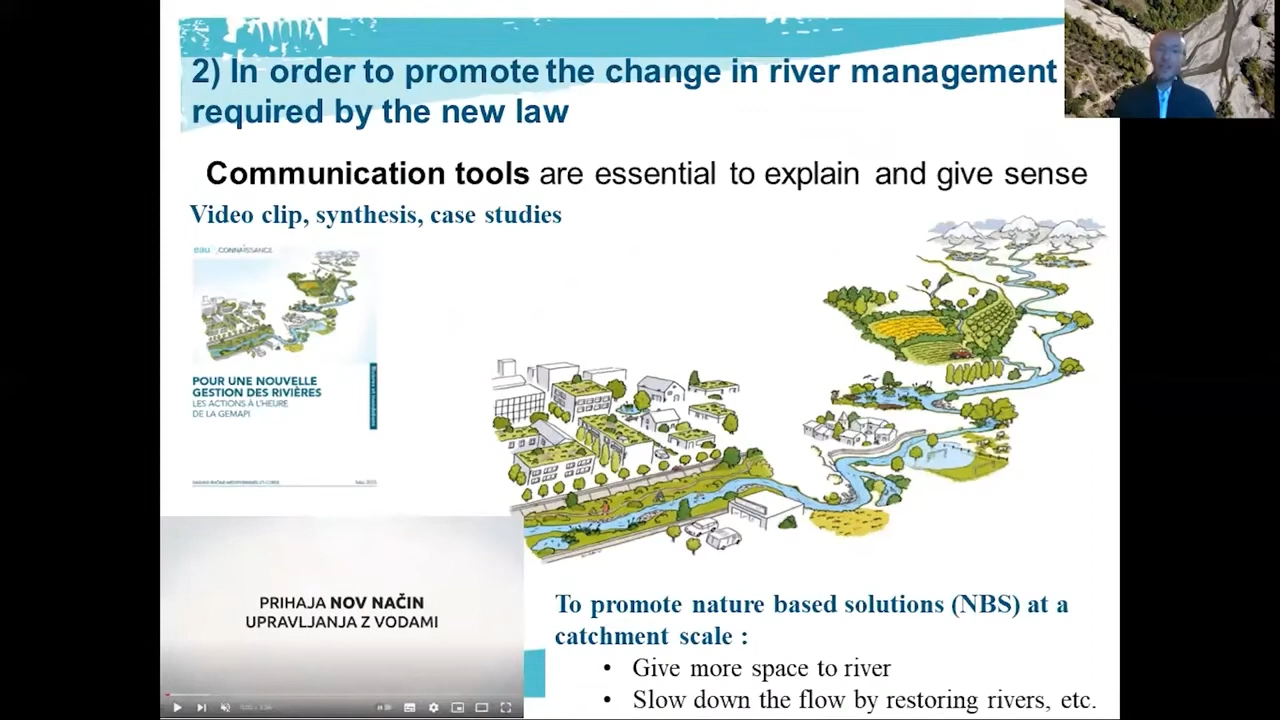 2) In order to promote the change in river management
required by the new law
Communication tools are essential to explain and give sense
Video clip, synthesis, case studies
eau CONNAISSANCE
POUR UNE NOUVELLE
GESTION DES RIVIÈRES
LES ACTIONS À L'HEURE
DE LA GEMAPI
PRIHAJA NOV NAČIN
UPRAVLJANJA Z VODAMI
To promote nature based solutions (NBS) at a
catchment scale :
• Give more space to river
• Slow down the flow by restoring rivers, etc.